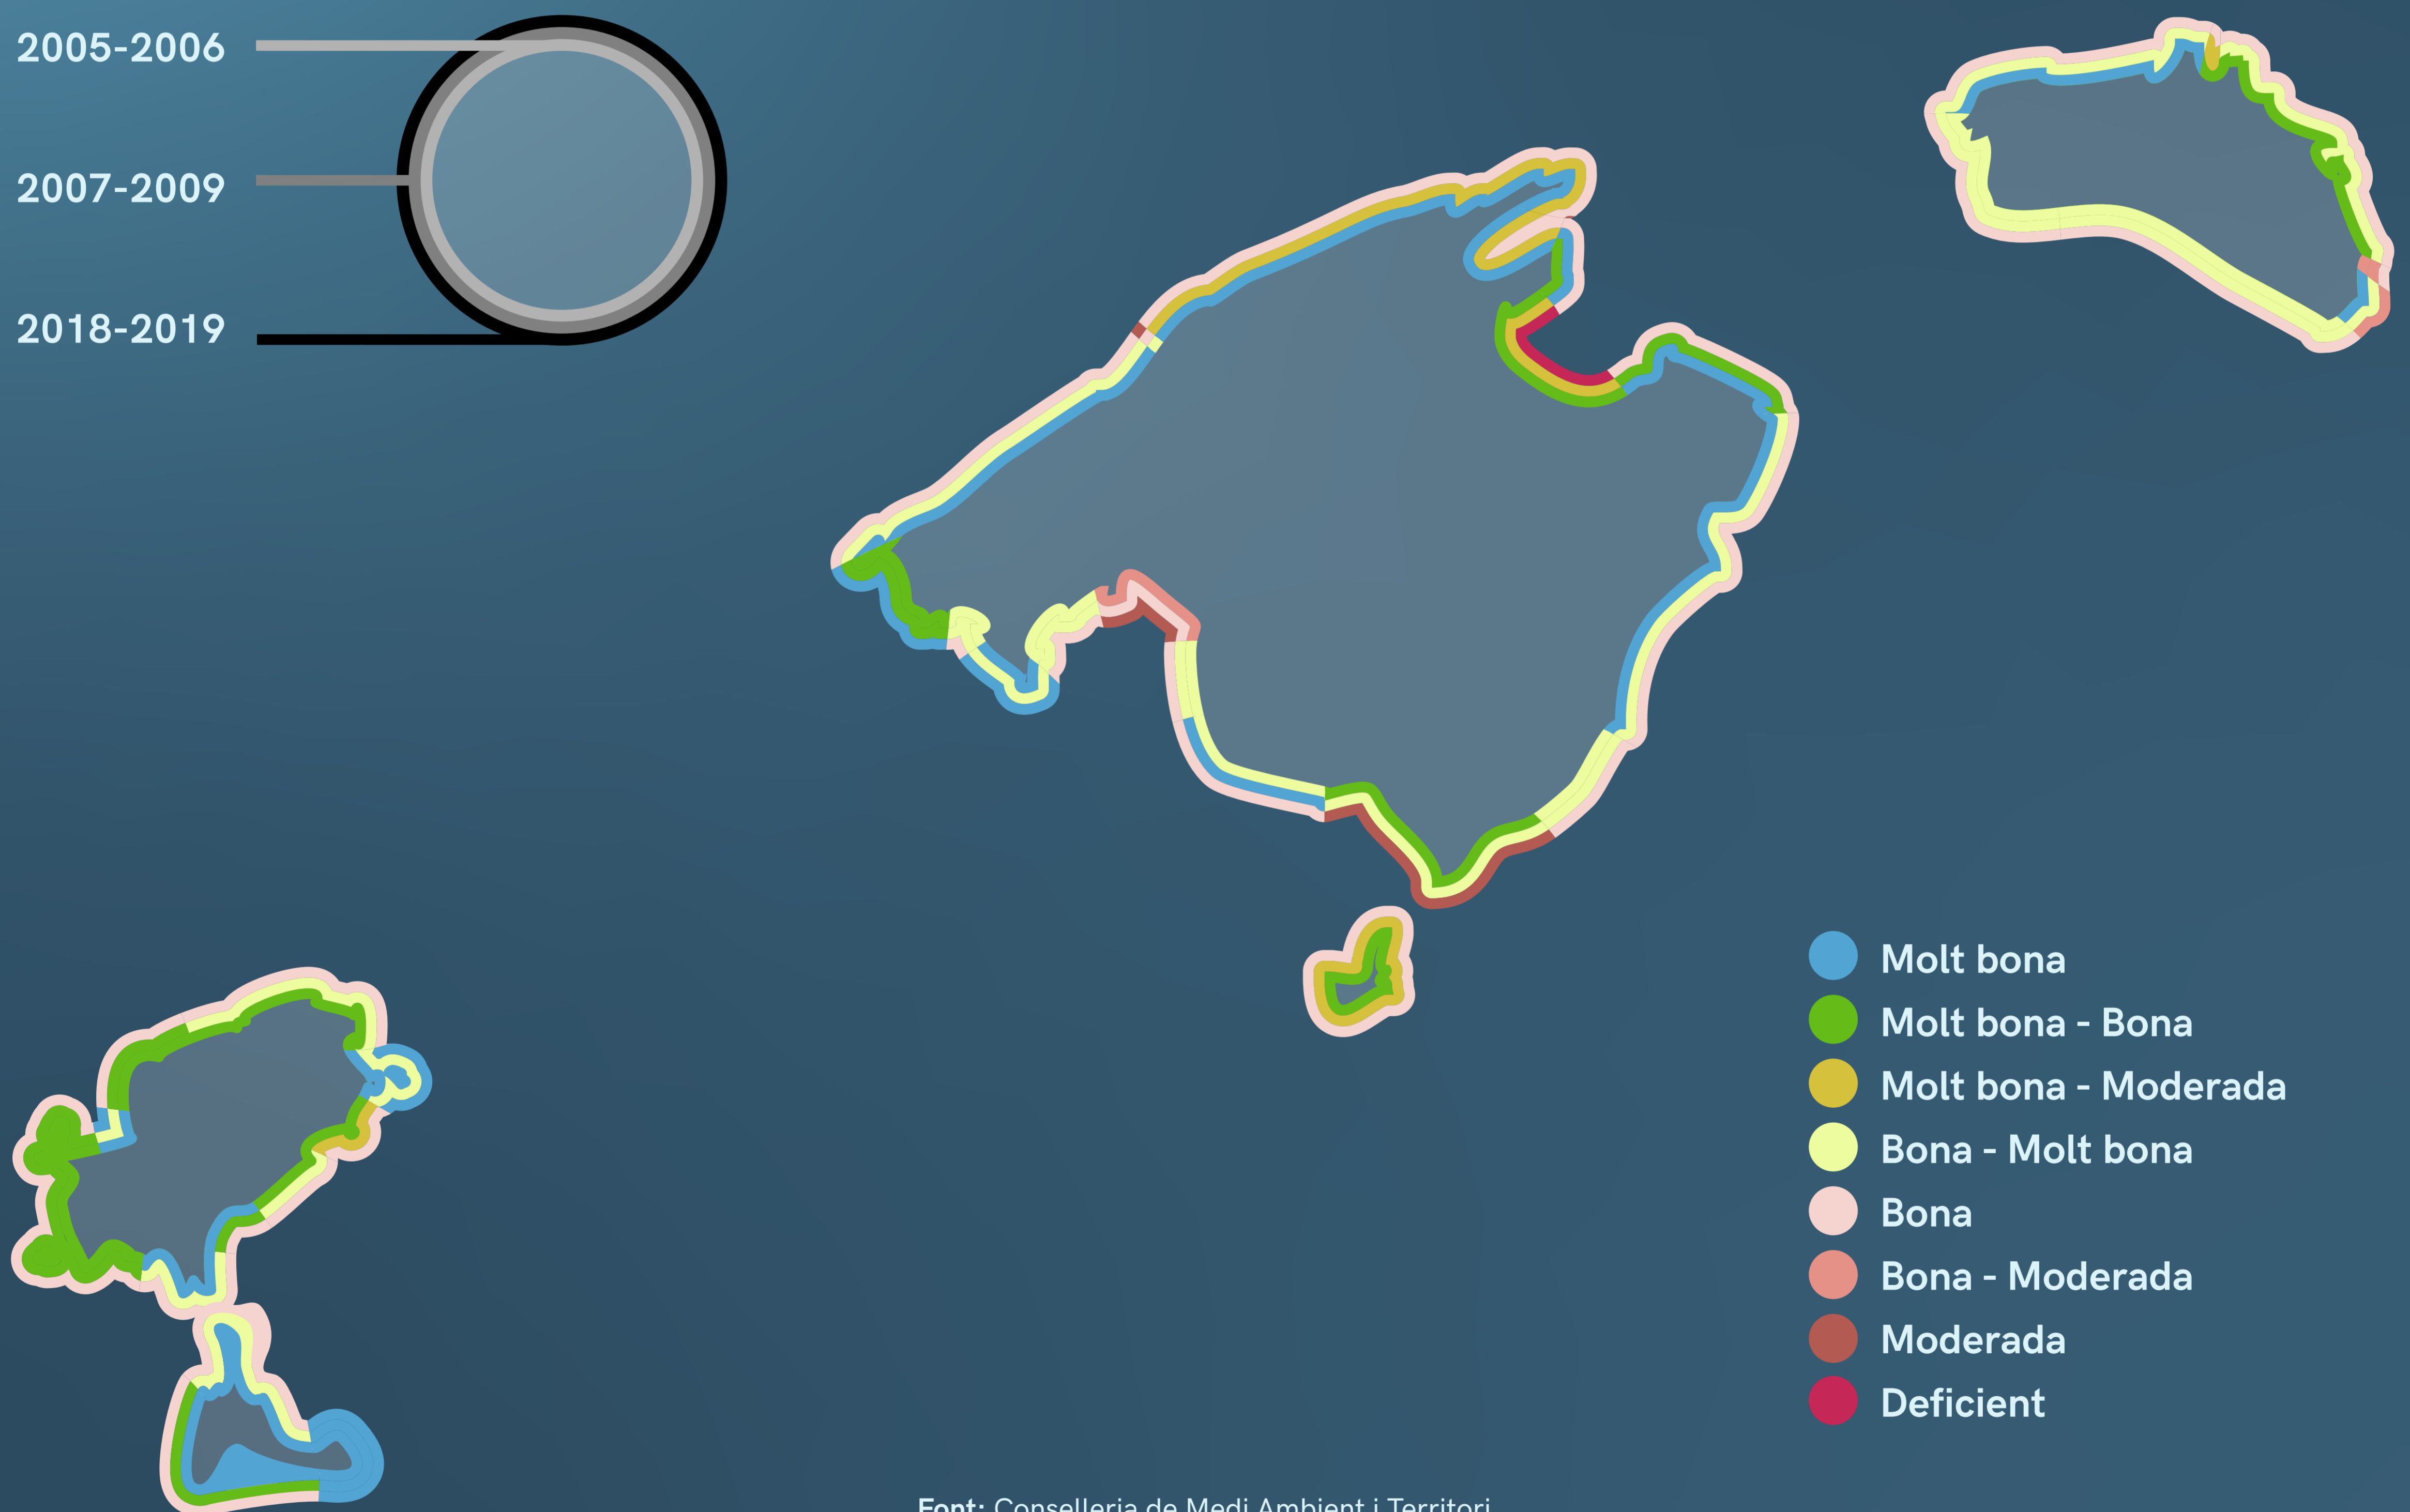 2005-2006
2007-2009
2018-2019
Molt bona
Molt bona - Bona
Molt bona - Moderada
Bona - Molt bona
Bona
Bona - Moderada
Moderada
Deficient
Font: Conselleria de Medi Ambient i Territori